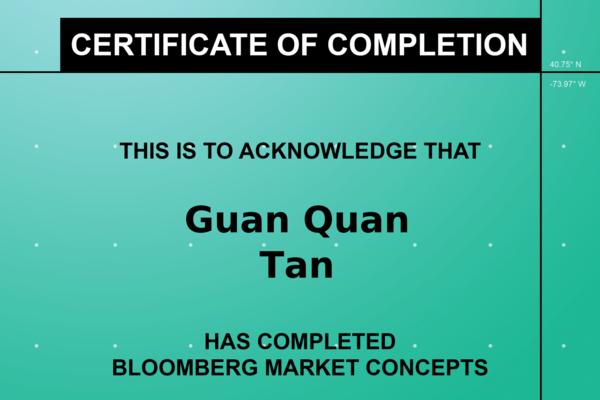 CERTIFICATE OF COMPLETION
40.75° N
-73.97° W
THIS IS TO ACKNOWLEDGE THAT
Guan Quan
Tan
HAS COMPLETED
BLOOMBERG MARKET CONCEPTS